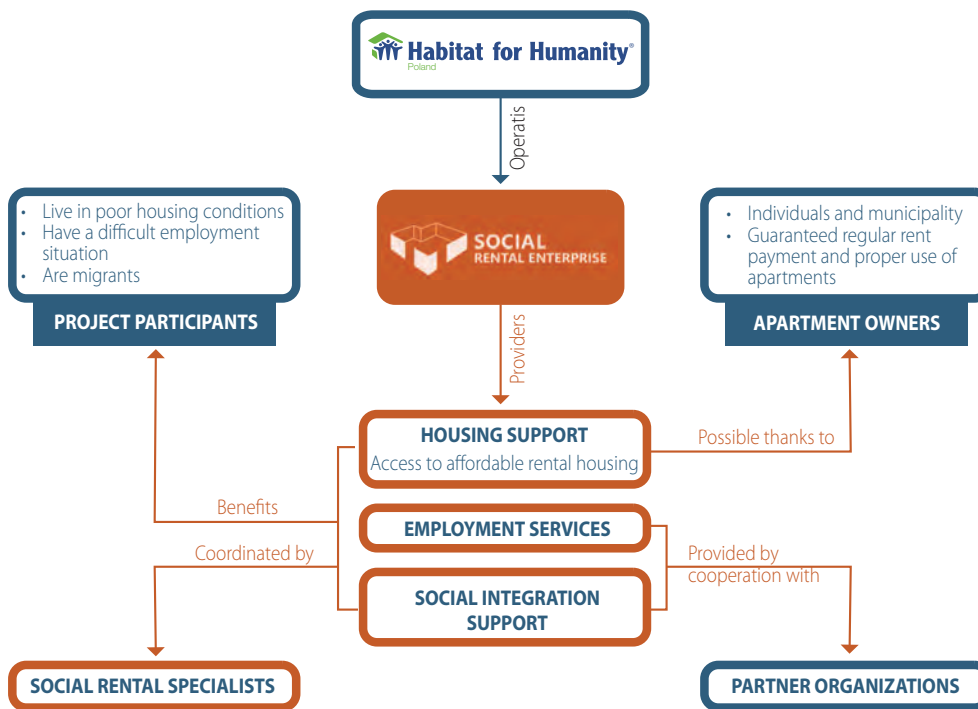 Habitat for Humanity®
Poland
Operatis
• Live in poor housing conditions
• Have a difficult employment
situation
• Are migrants
PROJECT PARTICIPANTS
SOCIAL
RENTAL ENTERPRISE
• Individuals and municipality
• Guaranteed regular rent
payment and proper use of
apartments
APARTMENT OWNERS
Providers
HOUSING SUPPORT
Access to affordable rental housing
Possible thanks to
Benefits
EMPLOYMENT SERVICES
Coordinated by
Provided by
cooperation with
SOCIAL INTEGRATION
SUPPORT
SOCIAL RENTAL SPECIALISTS
PARTNER ORGANIZATIONS